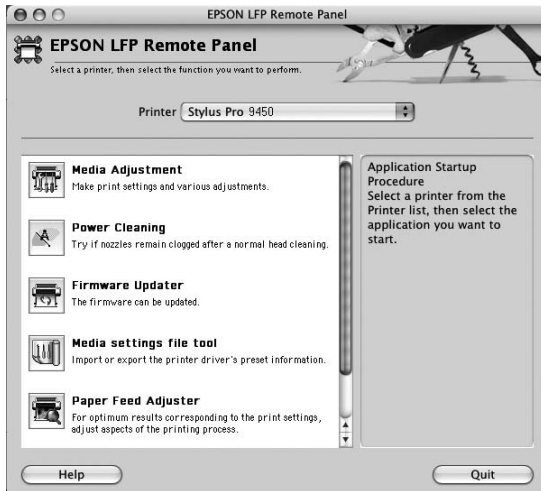 EPSON LFP Remote Panel
EPSON LFP Remote Panel
Select a printer, then select the function you want to perform.
Printer Stylus Pro 9450
Media Adjustment
Make print settings and various adjustments.
Power Cleaning
Try if nozzles remain clogged after a normal head cleaning.
Firmware Updater
The firmware can be updated.
Media settings file tool
Import or export the printer driver's preset information.
Paper Feed Adjuster
For optimum results corresponding to the print settings,
adjust aspects of the printing process.
Application Startup
Procedure
Select a printer from the
Printer list, then select the
application you want to
start.
Help
Quit